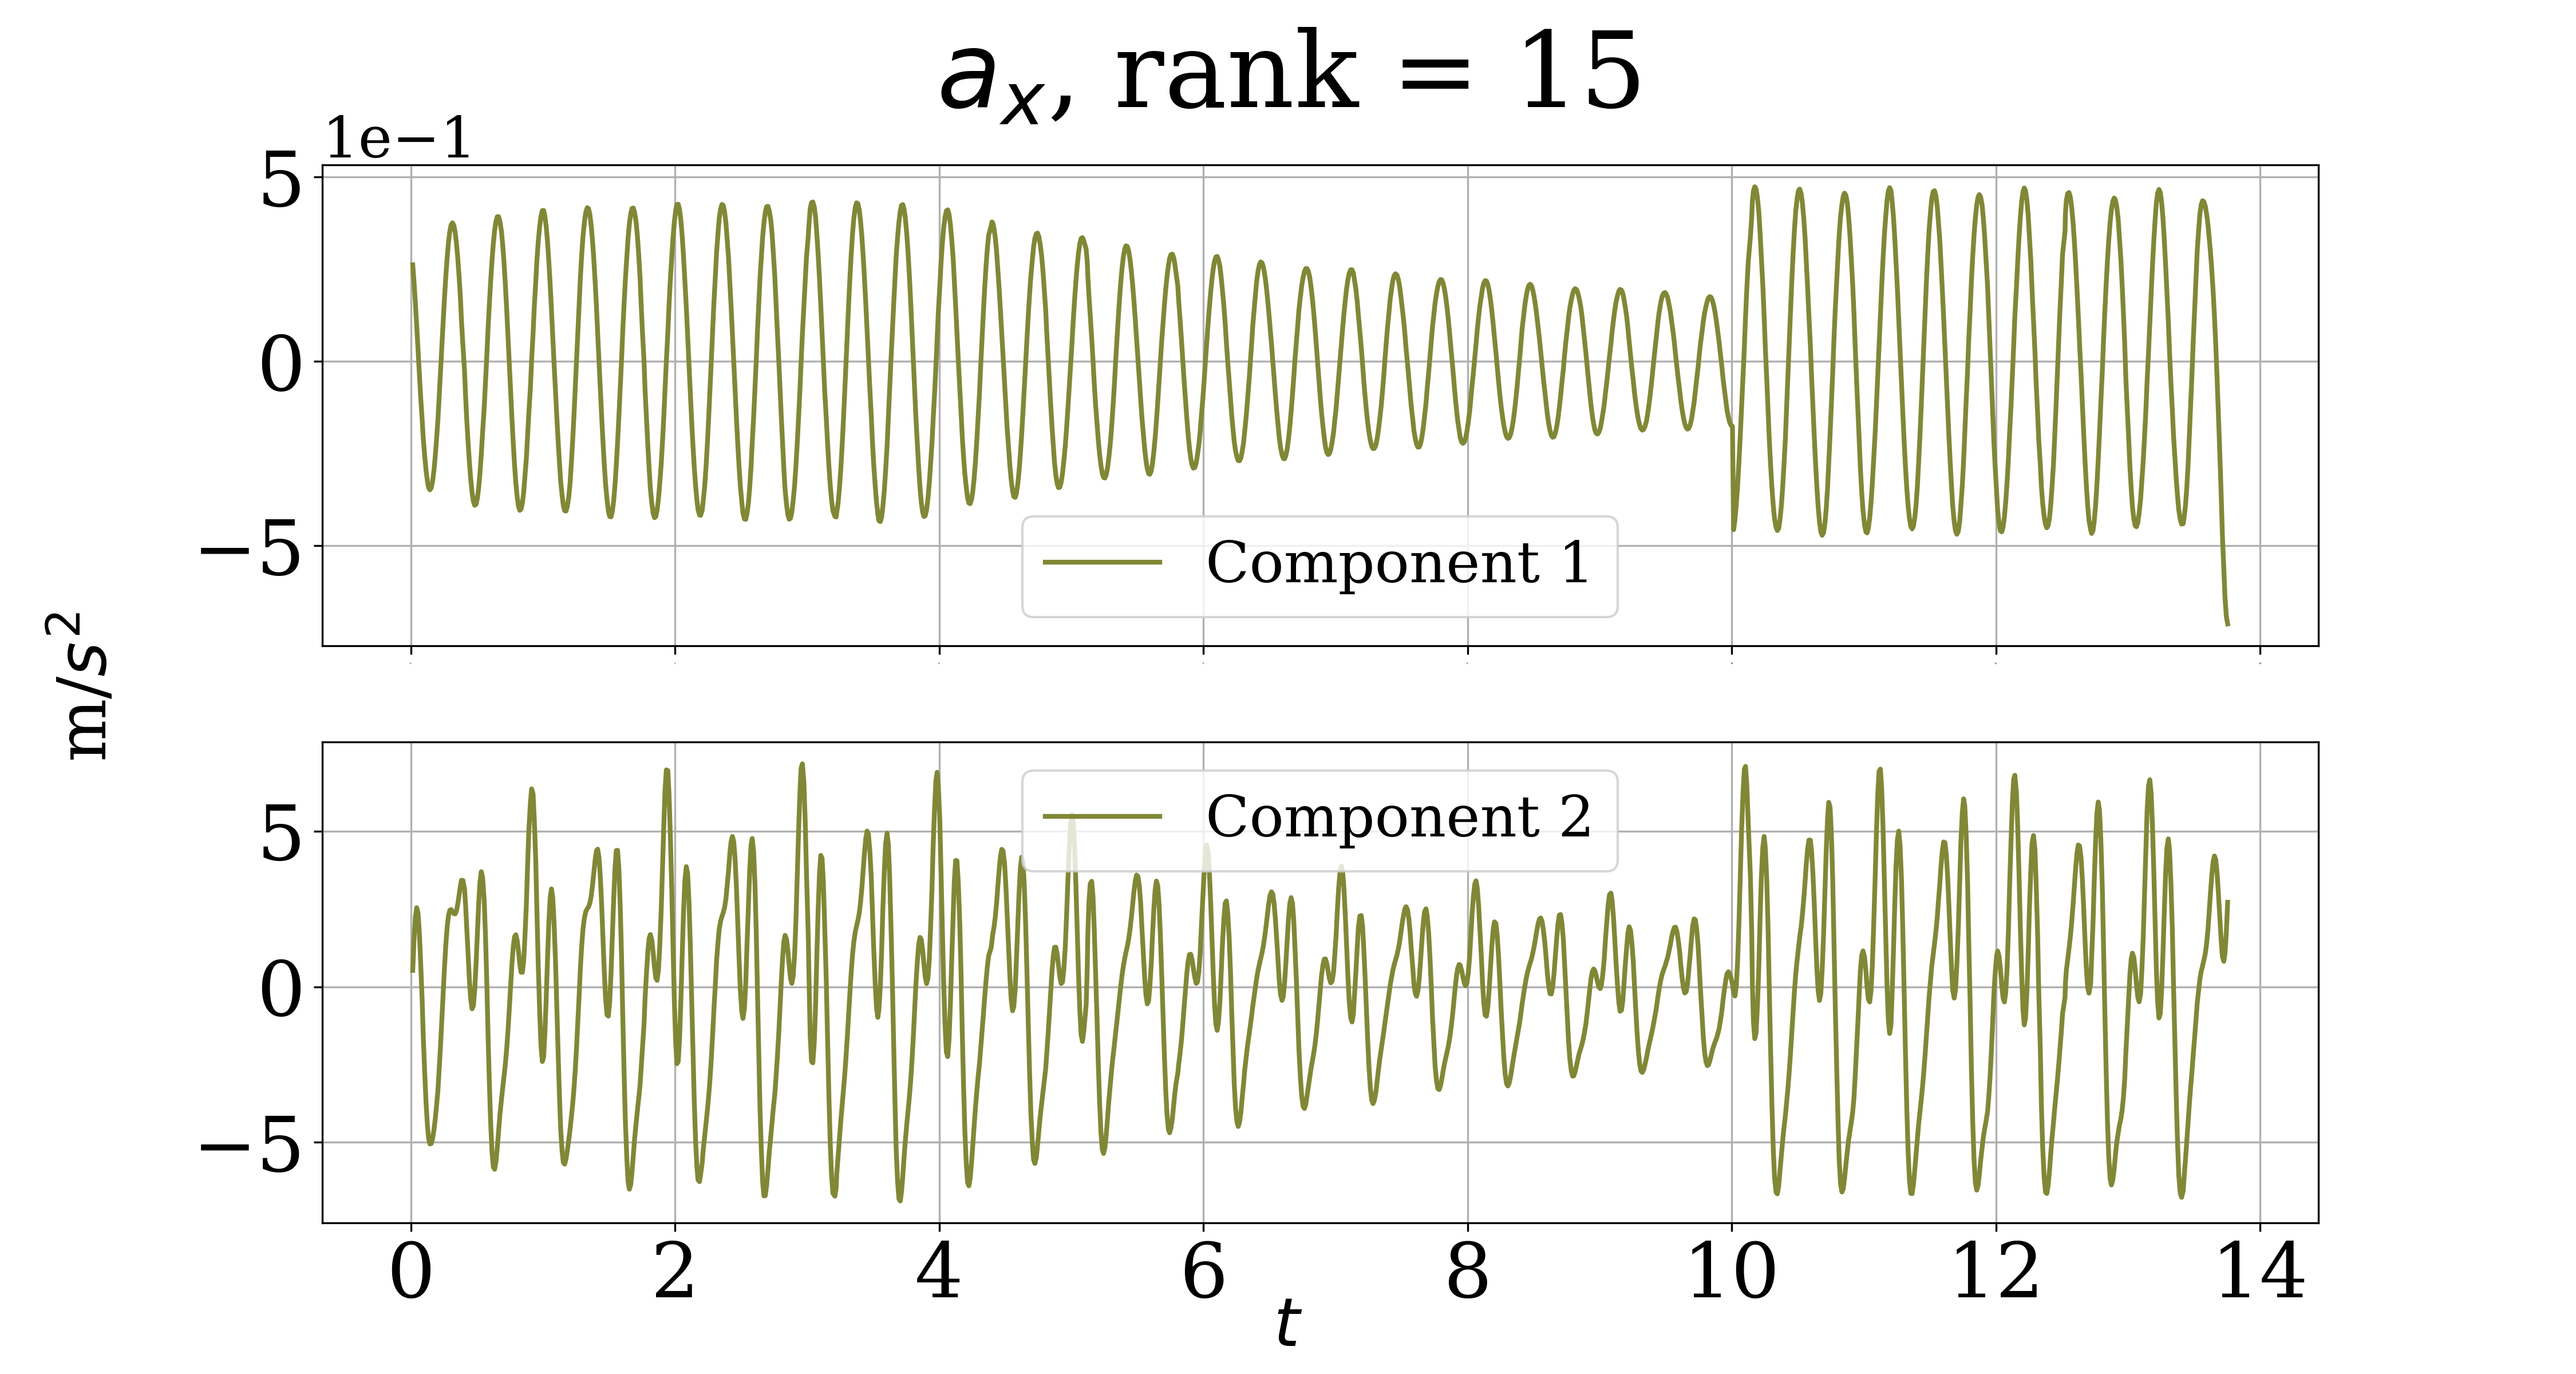 a_x, rank = 15
1e−1
5
0
−5
Component 1
m/s²
5
0
−5
Component 2
0 2 4 6 8 10 12 14
t